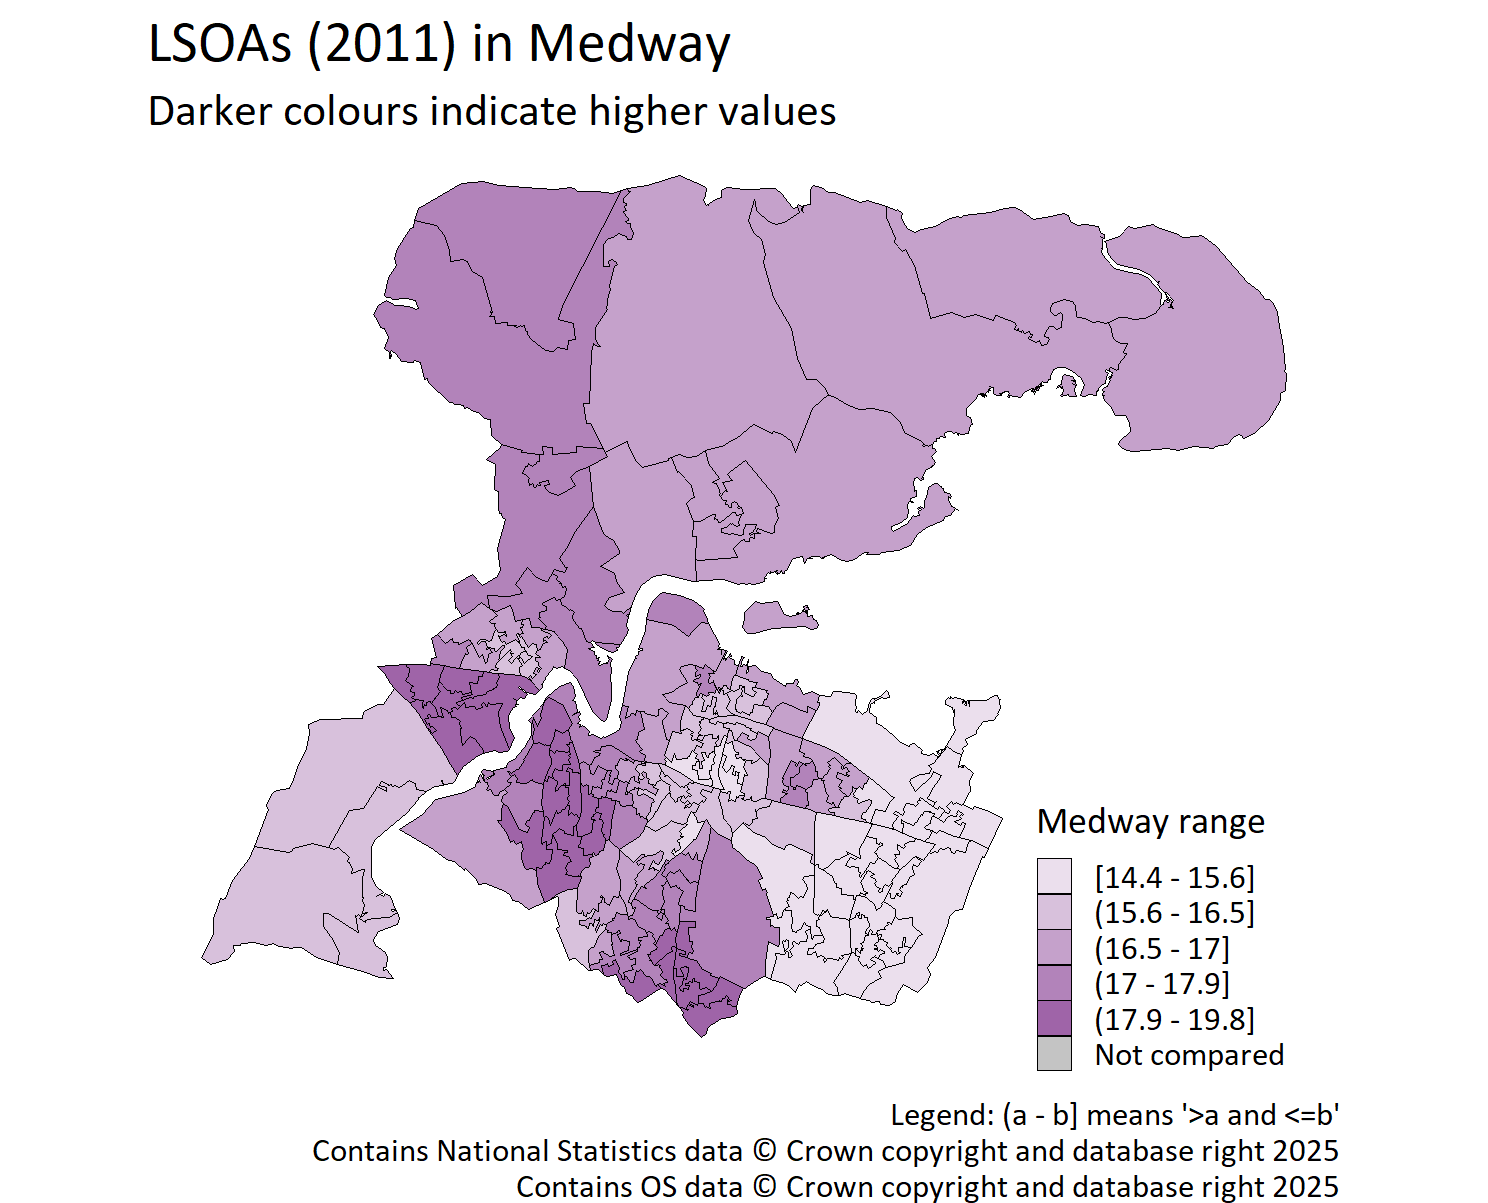 LSOAs (2011) in Medway
Darker colours indicate higher values
Medway range
[14.4 - 15.6]
(15.6 - 16.5]
(16.5 - 17]
(17 - 17.9]
(17.9 - 19.8]
Not compared
Legend: (a - b] means '>a and <=b'
Contains National Statistics data © Crown copyright and database right 2025
Contains OS data © Crown copyright and database right 2025